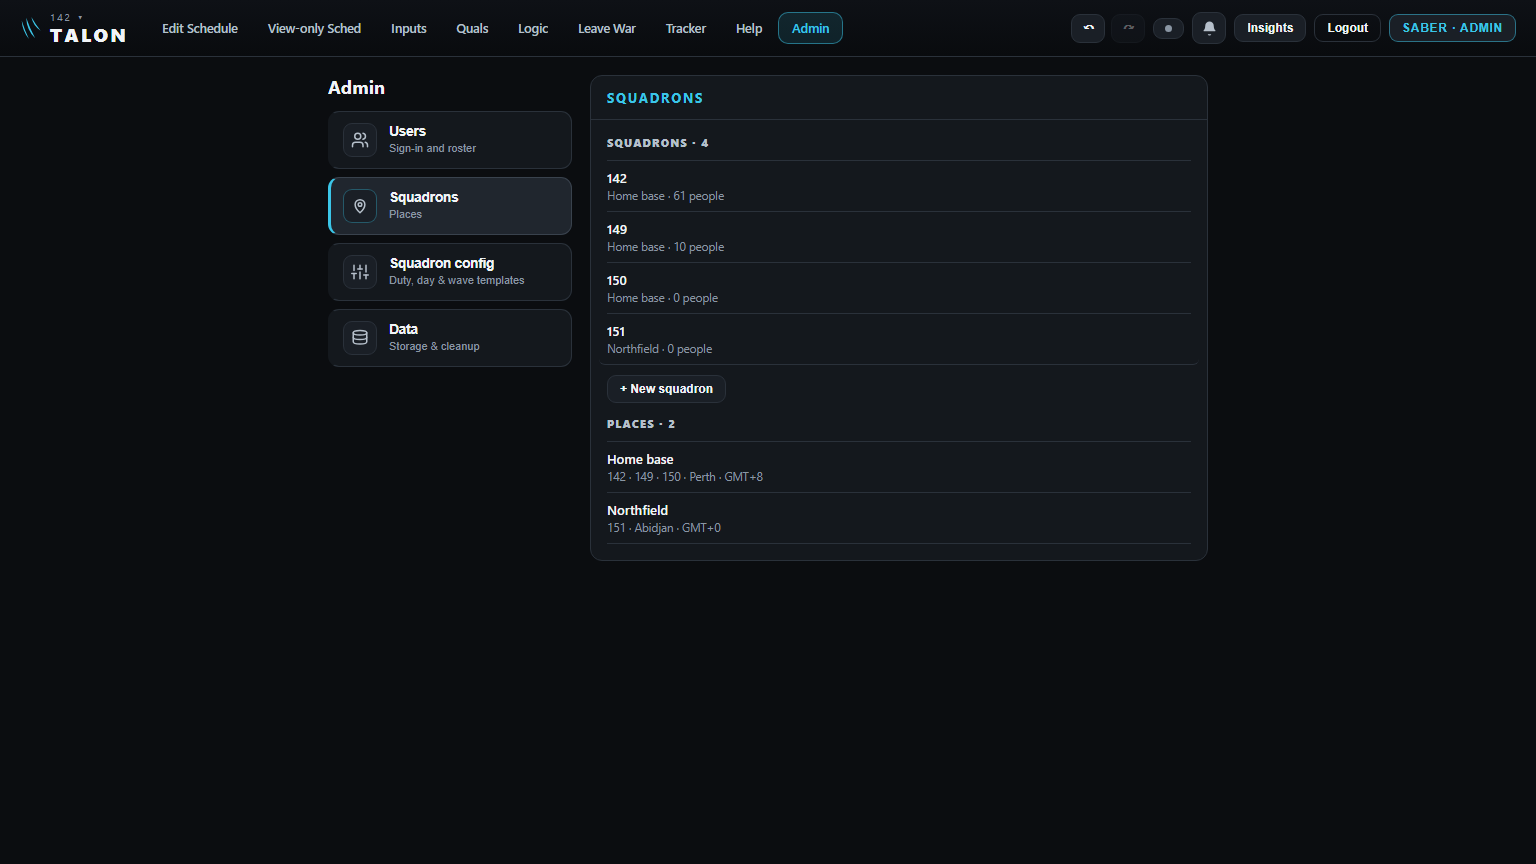 142 ▾
TALON
Edit Schedule
View-only Sched
Inputs
Quals
Logic
Leave War
Tracker
Help
Admin
Insights
Logout
SABER · ADMIN
Admin
Users
Sign-in and roster
Squadrons
Places
Squadron config
Duty, day & wave templates
Data
Storage & cleanup
SQUADRONS
SQUADRONS · 4
142
Home base · 61 people
149
Home base · 10 people
150
Home base · 0 people
151
Northfield · 0 people
+ New squadron
PLACES · 2
Home base
142 · 149 · 150 · Perth · GMT+8
Northfield
151 · Abidjan · GMT+0